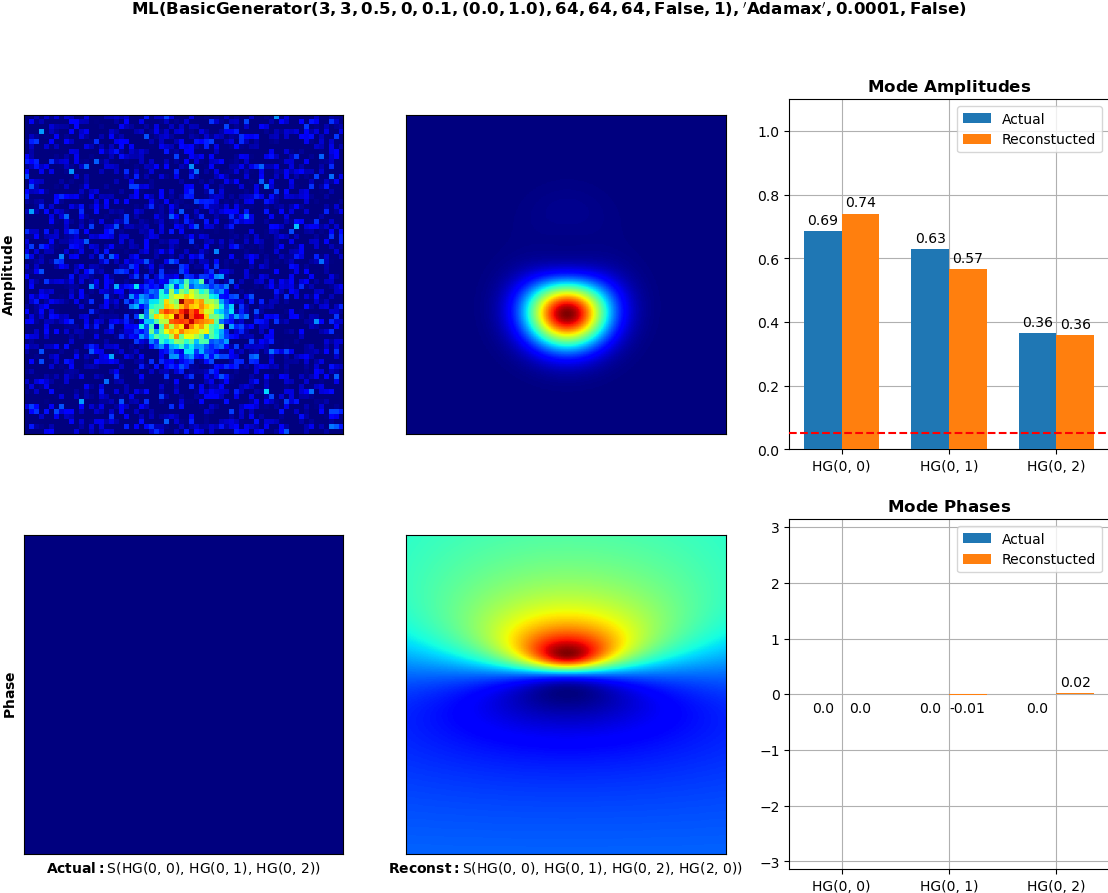 ML(BasicGenerator(3, 3, 0.5, 0, 0.1, (0.0, 1.0), 64, 64, 64, False, 1), ′Adamax′, 0.0001, False)
Amplitude
Mode Amplitudes
Actual
Reconstucted
1.0
0.8
0.6
0.4
0.2
0.0
0.69
0.74
0.63
0.57
0.36
0.36
HG(0, 0)
HG(0, 1)
HG(0, 2)
Phase
Actual: S(HG(0, 0), HG(0, 1), HG(0, 2))
Reconst: S(HG(0, 0), HG(0, 1), HG(0, 2), HG(2, 0))
Mode Phases
Actual
Reconstucted
3
2
1
0
−1
−2
−3
0.0
0.0
0.0
-0.01
0.0
0.02
HG(0, 0)
HG(0, 1)
HG(0, 2)